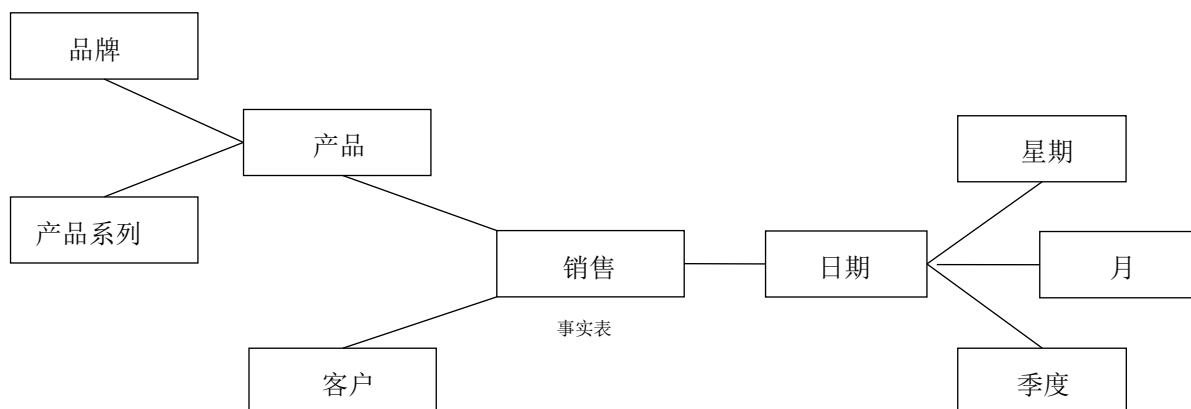 品牌
产品
星期
产品系列
销售
日期
月
事实表
客户
季度